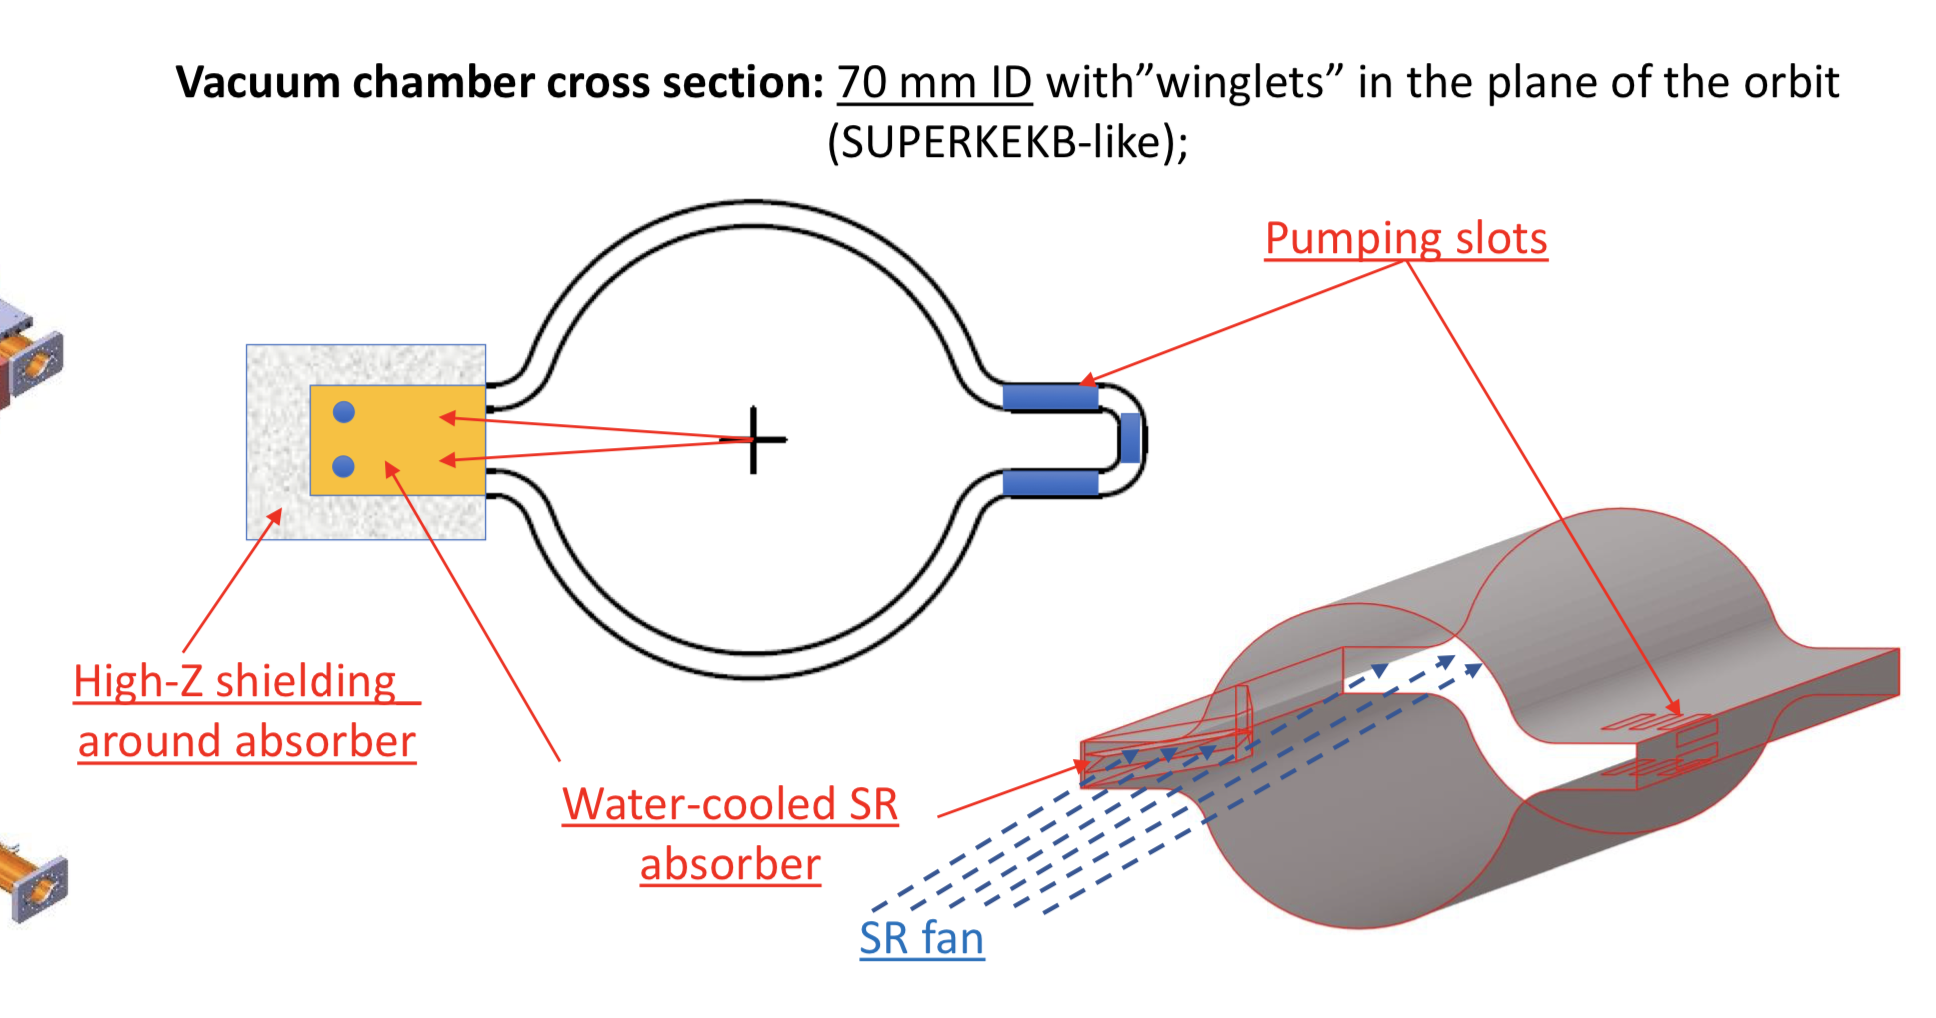 Vacuum chamber cross section: 70 mm ID with”winglets” in the plane of the orbit
(SUPERKEKB-like);
Pumping slots
High-Z shielding
around absorber
Water-cooled SR
absorber
SR fan